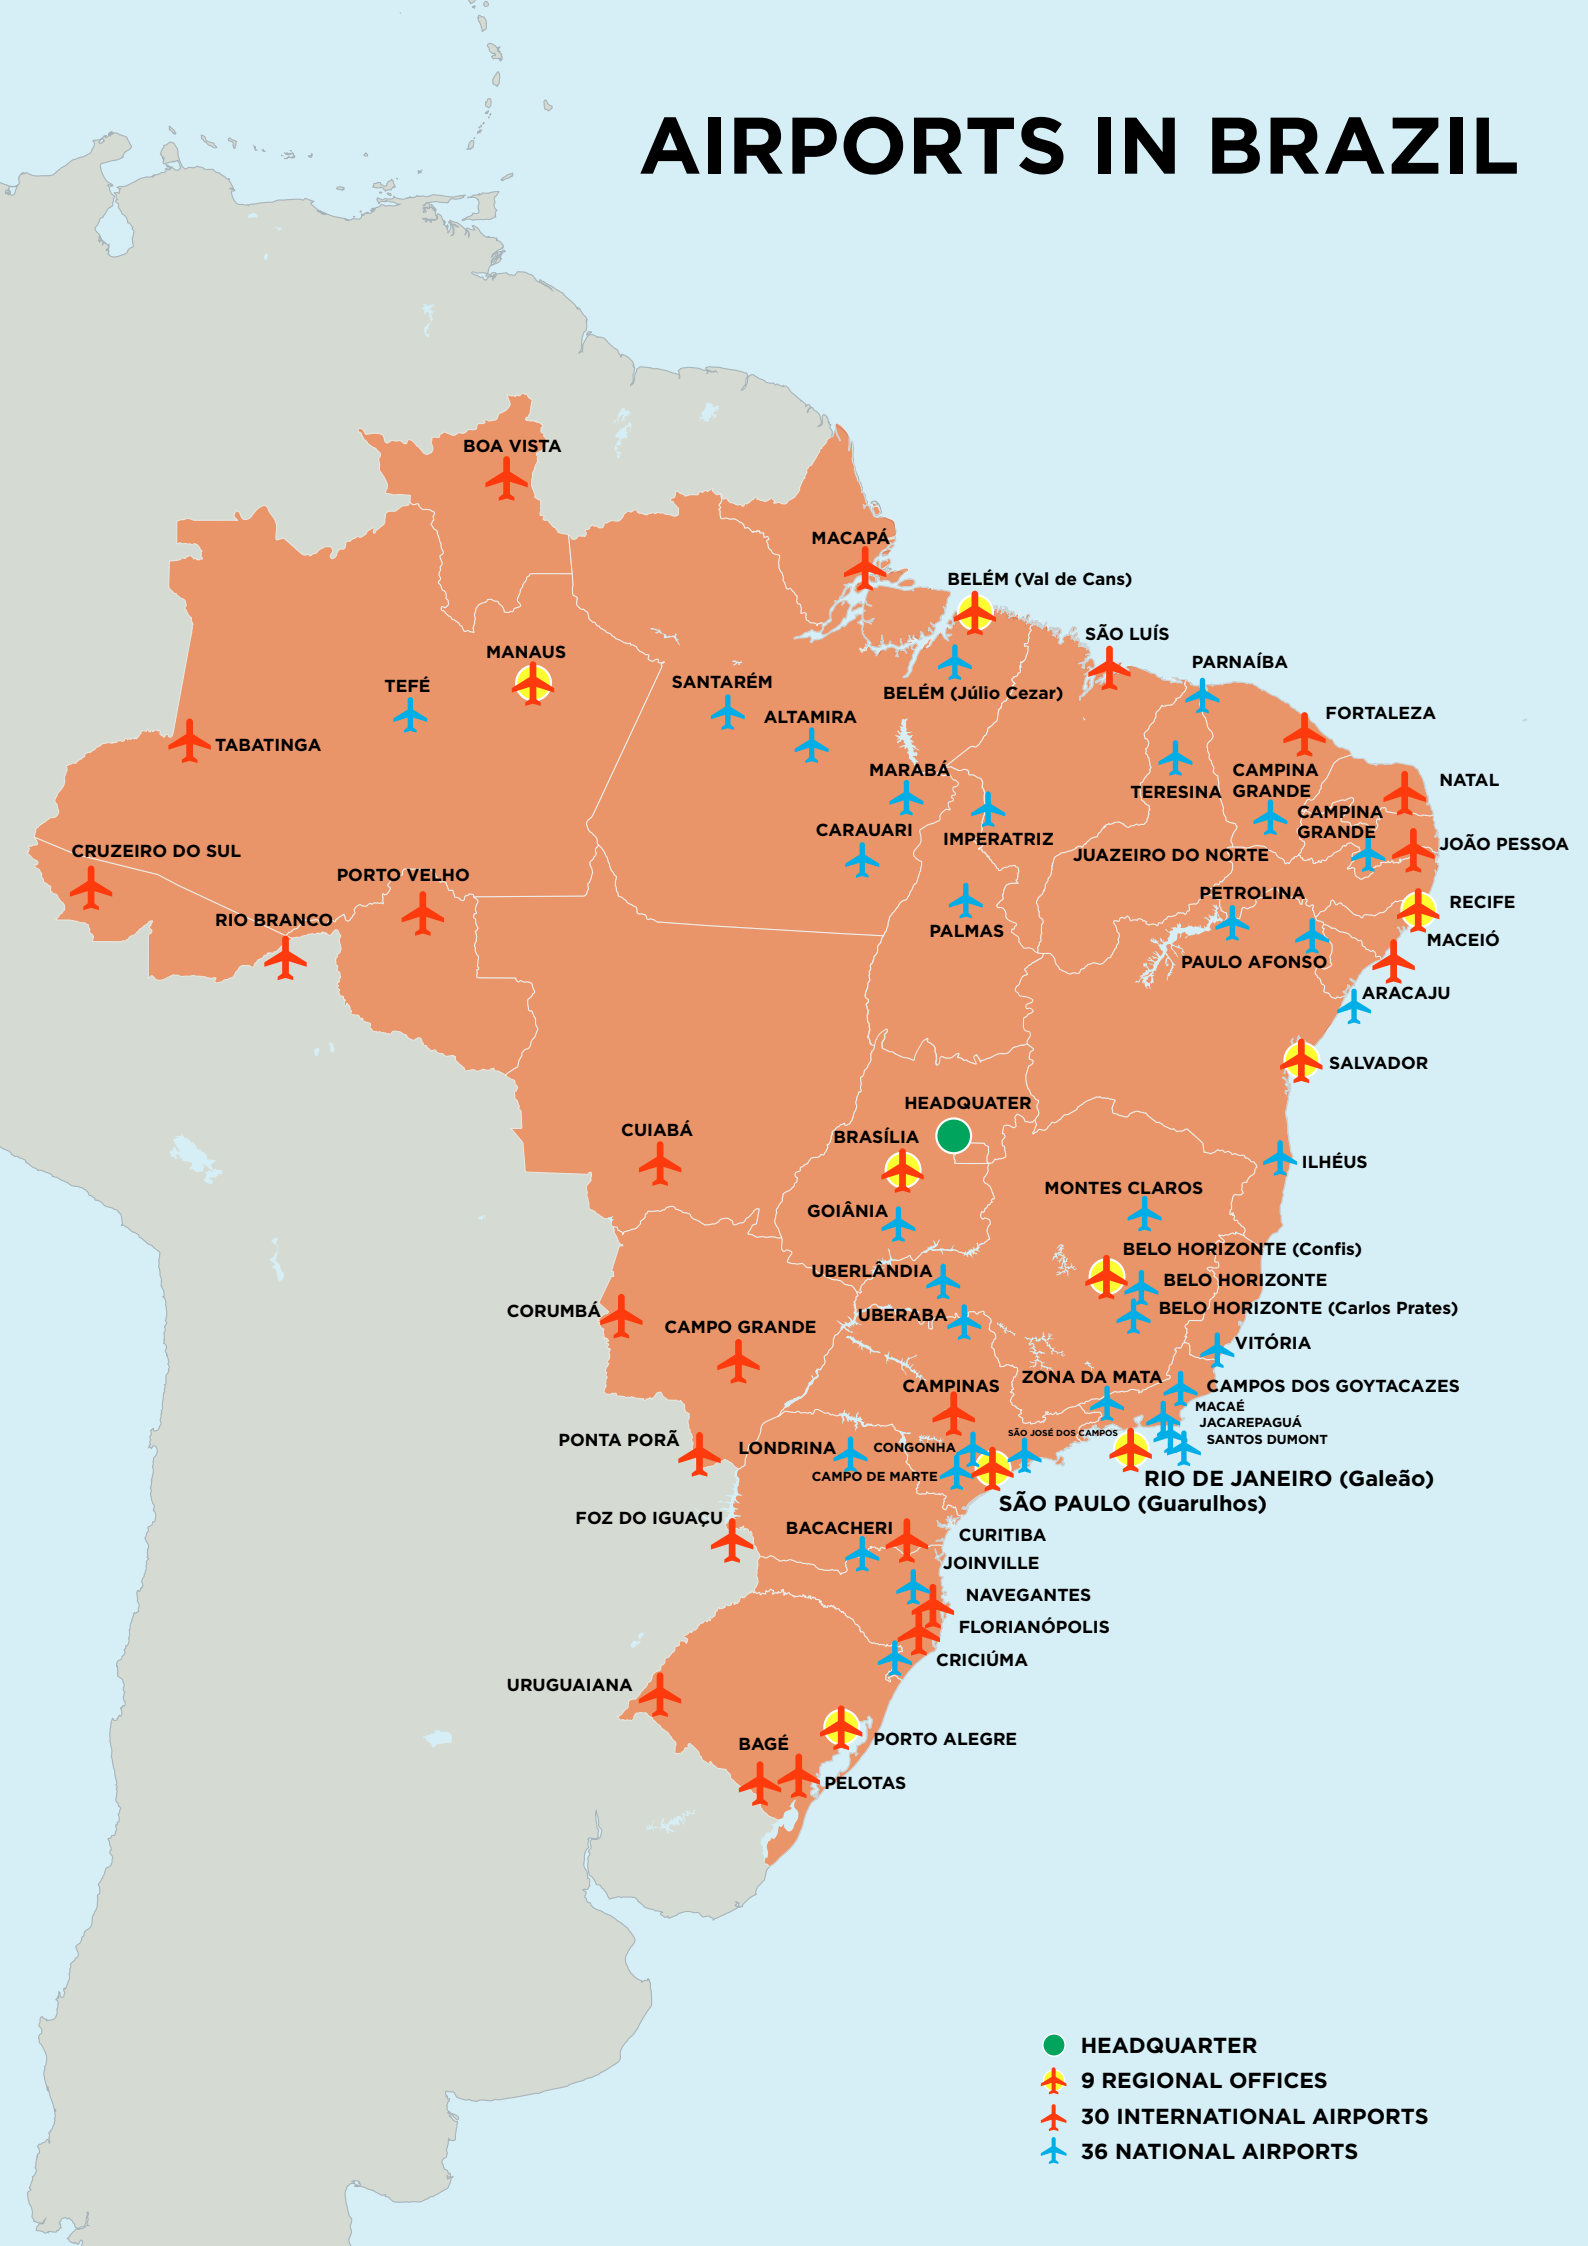 AIRPORTS IN BRAZIL
BOA VISTA
MACAPÁ
BELÉM (Val de Cans)
SÃO LUÍS
MANAUS
PARNAÍBA
TEFÉ
SANTARÉM
BELÉM (Júlio Cezar)
ALTAMIRA
FORTALEZA
TABATINGA
MARABÁ
CAMPINA
GRANDE
NATAL
TERESINA
CAMPINA
GRANDE
CARAUARI
IMPERATRIZ
JOÃO PESSOA
CRUZEIRO DO SUL
JUAZEIRO DO NORTE
PORTO VELHO
PETROLINA
RECIFE
RIO BRANCO
PALMAS
MACEIÓ
PAULO AFONSO
ARACAJU
SALVADOR
HEADQUATER
CUIABÁ
BRASÍLIA
ILHÉUS
MONTES CLAROS
GOIÂNIA
BELO HORIZONTE (Confis)
UBERLÂNDIA
BELO HORIZONTE
CORUMBÁ
UBERABA
BELO HORIZONTE (Carlos Prates)
CAMPO GRANDE
VITÓRIA
ZONA DA MATA
CAMPINAS
CAMPOS DOS GOYTACAZES
MACAÉ
JACAREPAGUÁ
SÃO JOSÉ DOS CAMPOS
PONTA PORÃ
SANTOS DUMONT
LONDRINA
CONGONHA
CAMPO DE MARTE
RIO DE JANEIRO (Galeão)
SÃO PAULO (Guarulhos)
FOZ DO IGUAÇU
BACACHERI
CURITIBA
JOINVILLE
NAVEGANTES
FLORIANÓPOLIS
CRICIÚMA
URUGUAIANA
PORTO ALEGRE
BAGÉ
PELOTAS
HEADQUARTER
9 REGIONAL OFFICES
30 INTERNATIONAL AIRPORTS
36 NATIONAL AIRPORTS